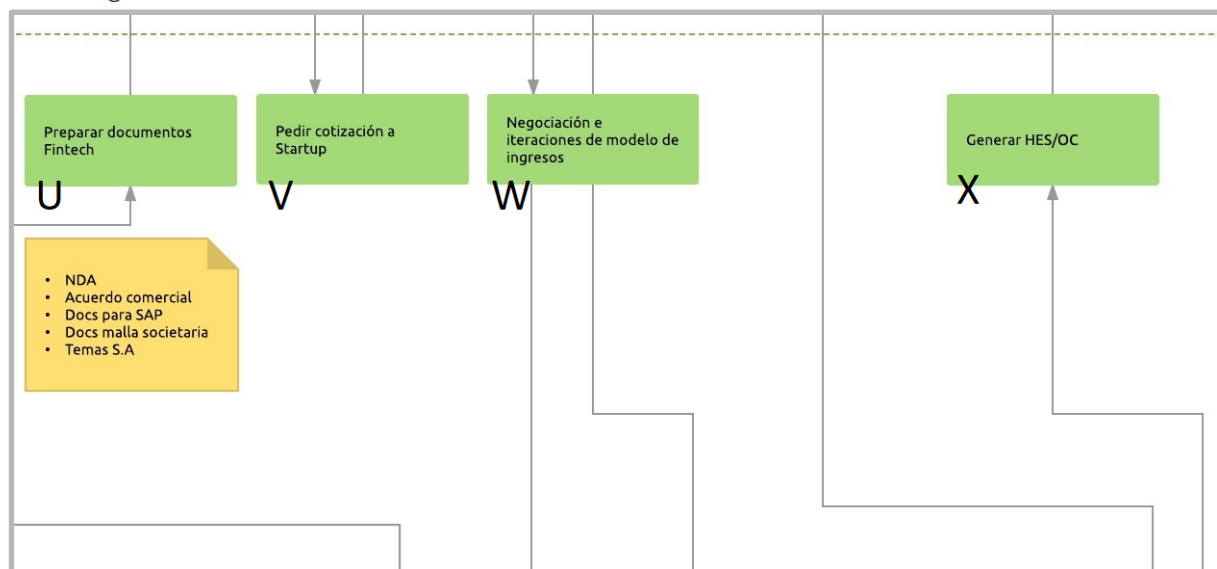 Preparar documentos
Fintech
U
Pedir cotización a
Startup
V
Negociación e
iteraciones de modelo de
ingresos
W
Generar HES/OC
X
• NDA
• Acuerdo comercial
• Docs para SAP
• Docs malla societaria
• Temas S.A